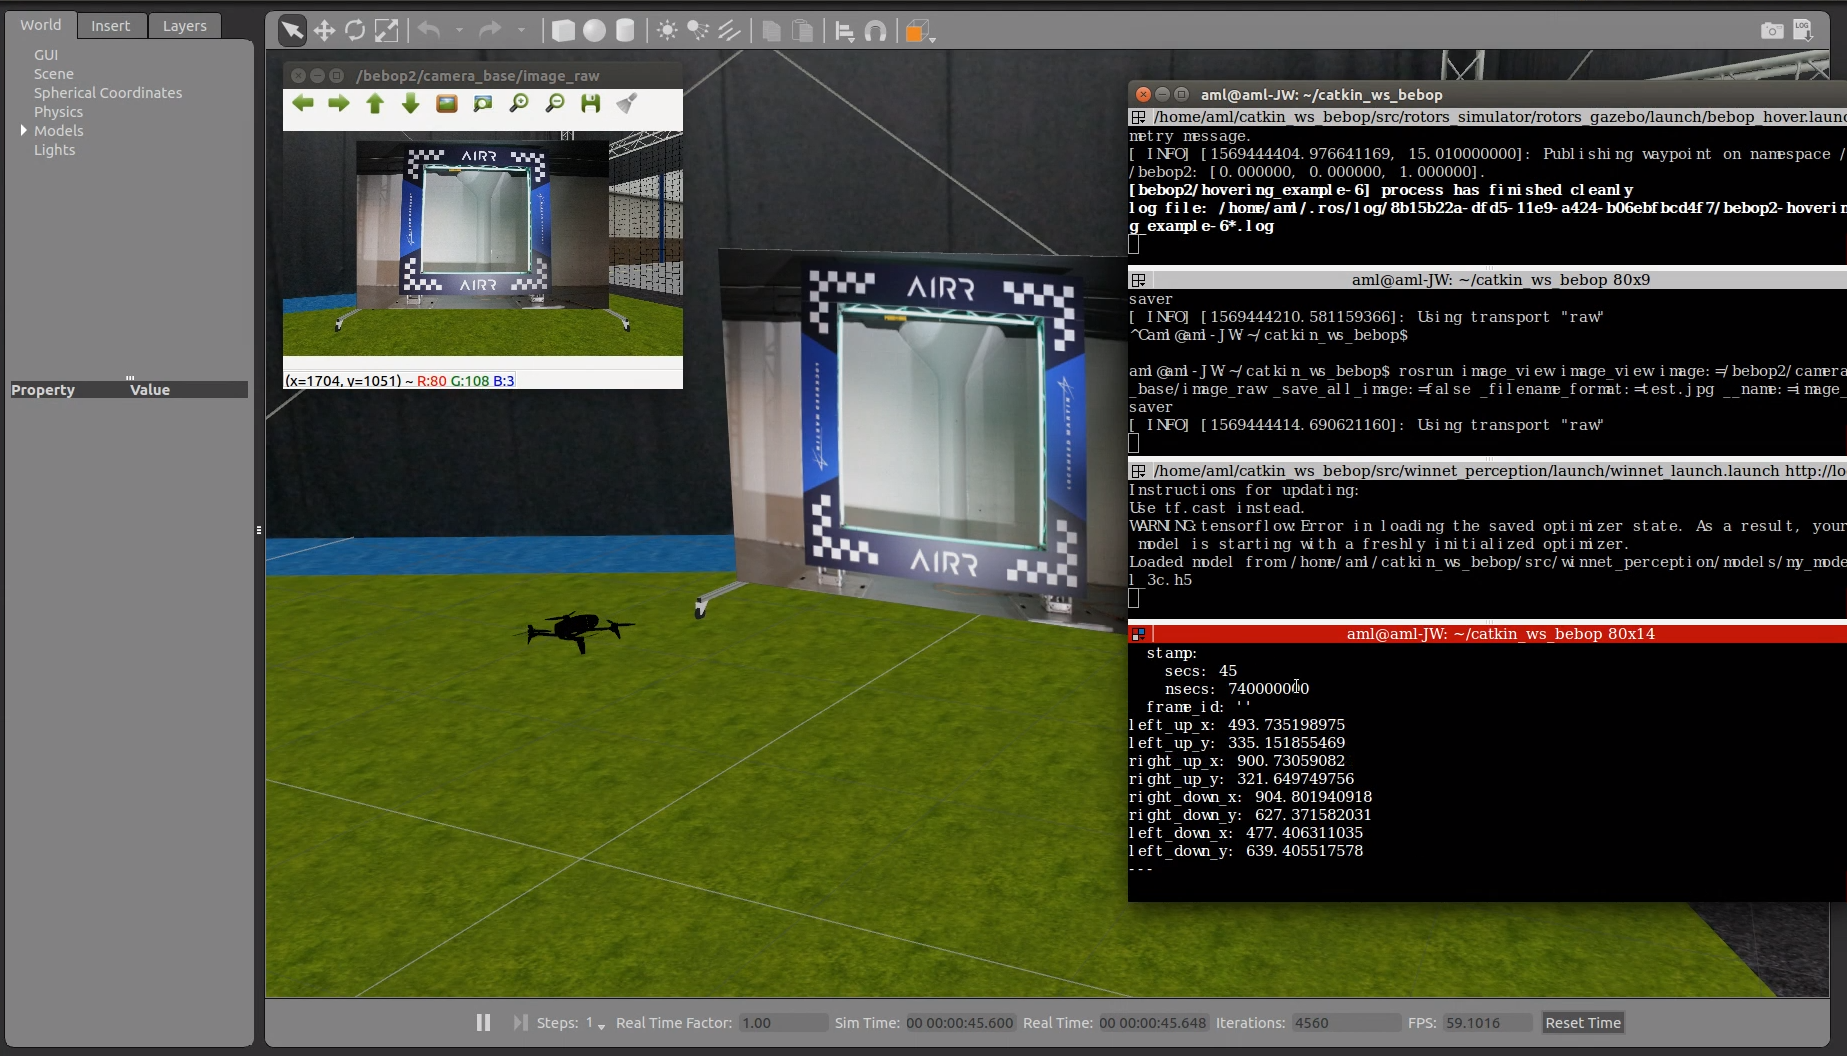 World
Insert
Layers
GUI
Scene
Spherical Coordinates
Physics
Models
Lights
Property Value
/bebop2/camera_base/image_raw
AIRR
AIRR
(x=1704, y=1051) ~ R:80 G:108 B:3
AIRR
AIRR
LOG
aml@aml-JW: ~/catkin_ws_bebop
/home/aml/catkin_ws_bebop/src/rotors_simulator/rotors_gazebo/launch/bebop_hover.launc
metry message.
[ INFO] [1569444404.976641169, 15.010000000]: Publishing waypoint on namespace /
/bebop2: [0.000000, 0.000000, 1.000000].
[bebop2/hovering_example-6] process has finished cleanly
log file: /home/aml/.ros/log/8b15b22a-dfd5-11e9-a424-b06ebfbcd4f7/bebop2-hoverin
g_example-6*.log
aml@aml-JW: ~/catkin_ws_bebop 80x9
saver
[ INFO] [1569444210.581159366]: Using transport "raw"
^Caml@aml-JW:~/catkin_ws_bebop$
aml@aml-JW:~/catkin_ws_bebop$ rosrun image_view image_view image:=/bebop2/camera
_base/image_raw _save_all_image:=false _filename_format:=test.jpg __name:=image_
saver
[ INFO] [1569444414.690621160]: Using transport "raw"
/home/aml/catkin_ws_bebop/src/winnet_perception/launch/winnet_launch.launch http://lo
Instructions for updating:
Use tf.cast instead.
WARNING:tensorflow:Error in loading the saved optimizer state. As a result, your
model is starting with a freshly initialized optimizer.
Loaded model from /home/aml/catkin_ws_bebop/src/winnet_perception/models/my_mode
l_3c.h5
aml@aml-JW: ~/catkin_ws_bebop 80x14
stamp:
secs: 45
nsecs: 740000000
frame_id: ''
left_up_x: 493.735198975
left_up_y: 335.151855469
right_up_x: 900.73059082
right_up_y: 321.649749756
right_down_x: 904.801940918
right_down_y: 627.371582031
left_down_x: 477.406311035
left_down_y: 639.405517578
---
Steps: 1 Real Time Factor: 1.00 Sim Time: 00 00:00:45.600 Real Time: 00 00:00:45.648 Iterations: 4560 FPS: 59.1016 Reset Time